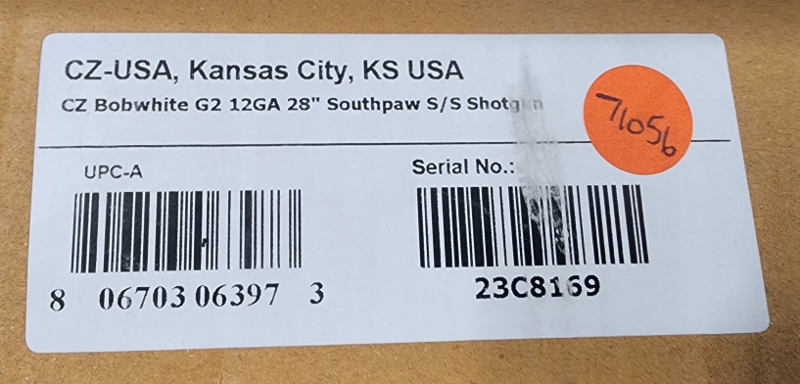 CZ-USA, Kansas City, KS USA
CZ Bobwhite G2 12GA 28" Southpaw S/S Shotgun
71056
UPC-A
Serial No.:
8 06703 06397 3
23C8169